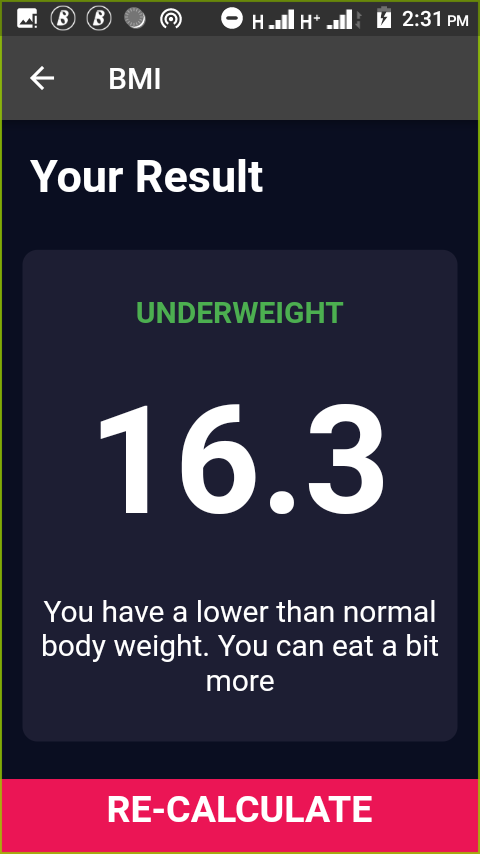 H H+ 2:31 PM
BMI
Your Result
UNDERWEIGHT
16.3
You have a lower than normal
body weight. You can eat a bit
more
RE-CALCULATE